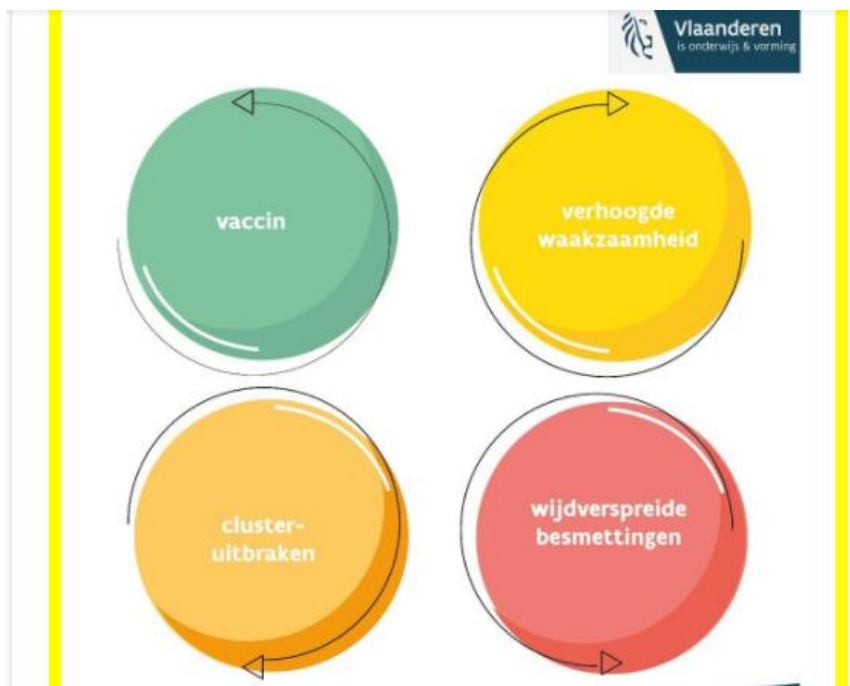 Vlaanderen
is onderwijs & vorming
vaccin
verhoogde
waakzaamheid
cluster-
uitbraken
wijdverspreide
besmettingen